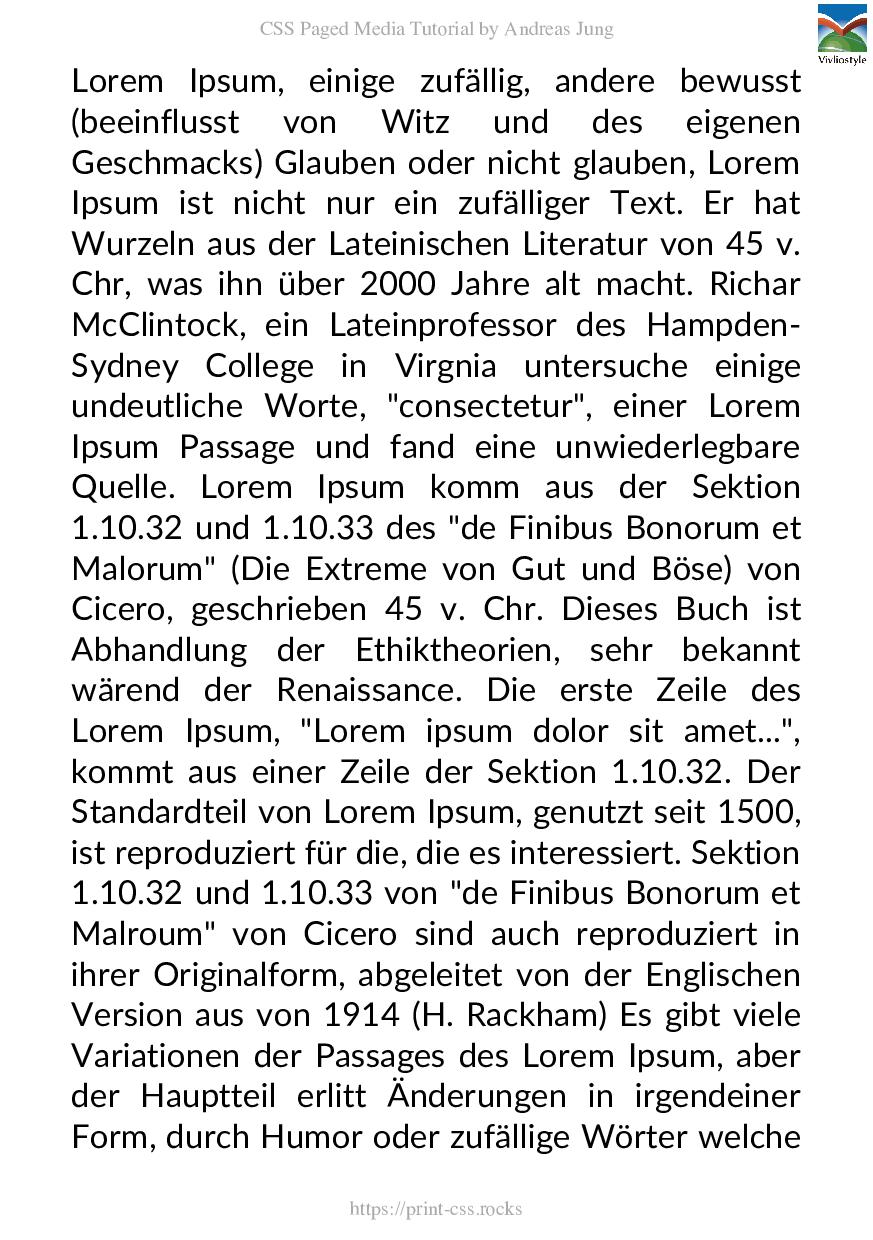 CSS Paged Media Tutorial by Andreas Jung
Vivliostyle
Lorem Ipsum, einige zufällig, andere bewusst
(beeinflusst von Witz und des eigenen
Geschmacks) Glauben oder nicht glauben, Lorem
Ipsum ist nicht nur ein zufälliger Text. Er hat
Wurzeln aus der Lateinischen Literatur von 45 v.
Chr, was ihn über 2000 Jahre alt macht. Richar
McClintock, ein Lateinprofessor des Hampden-
Sydney College in Virgnia untersuche einige
undeutliche Worte, "consectetur", einer Lorem
Ipsum Passage und fand eine unwiederlegbare
Quelle. Lorem Ipsum komm aus der Sektion
1.10.32 und 1.10.33 des "de Finibus Bonorum et
Malorum" (Die Extreme von Gut und Böse) von
Cicero, geschrieben 45 v. Chr. Dieses Buch ist
Abhandlung der Ethiktheorien, sehr bekannt
wärend der Renaissance. Die erste Zeile des
Lorem Ipsum, "Lorem ipsum dolor sit amet...",
kommt aus einer Zeile der Sektion 1.10.32. Der
Standardteil von Lorem Ipsum, genutzt seit 1500,
ist reproduziert für die, die es interessiert. Sektion
1.10.32 und 1.10.33 von "de Finibus Bonorum et
Malroum" von Cicero sind auch reproduziert in
ihrer Originalform, abgeleitet von der Englischen
Version aus von 1914 (H. Rackham) Es gibt viele
Variationen der Passages des Lorem Ipsum, aber
der Hauptteil erlitt Änderungen in irgendeiner
Form, durch Humor oder zufällige Wörter welche
https://print-css.rocks